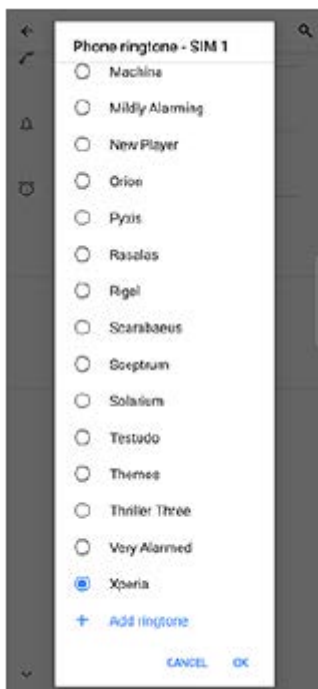 Phone ringtone - SIM 1
Machina
Mildly Alarming
New Player
Orion
Pyxis
Rasalas
Rigel
Scarabaeus
Sceptrum
Solarium
Testudo
Themos
Thriller Three
Very Alarmed
Xperia
+ Add ringtone
CANCEL OK